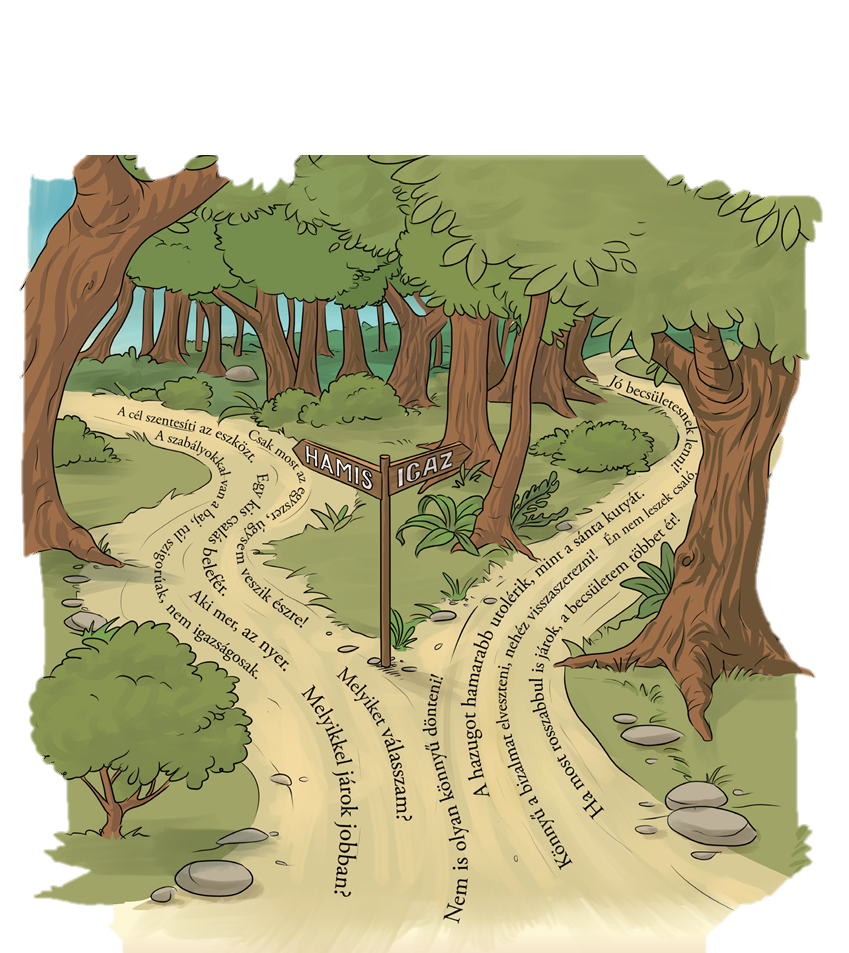 HAMIS
IGAZ
A cél szentesíti az eszközt.
A szabályokkal van a baj, túl szigorúak, nem igazságosak.
Csak most az egyszer, úgysem veszik észre!
Egy kis csalás belefér.
Aki mer, az nyer.
Jó becsületesnek lenni!
Én nem leszek csaló.
A hazugot hamarabb utolérik, mint a sánta kutyát.
Könnyű a bizalmat elveszteni, nehéz visszaszerezni!
Ha most rosszabbul is járok, a becsületem többet ér!
Melyiket válasszam?
Melyikkel járok jobban?
Nem is olyan könnyű dönteni!